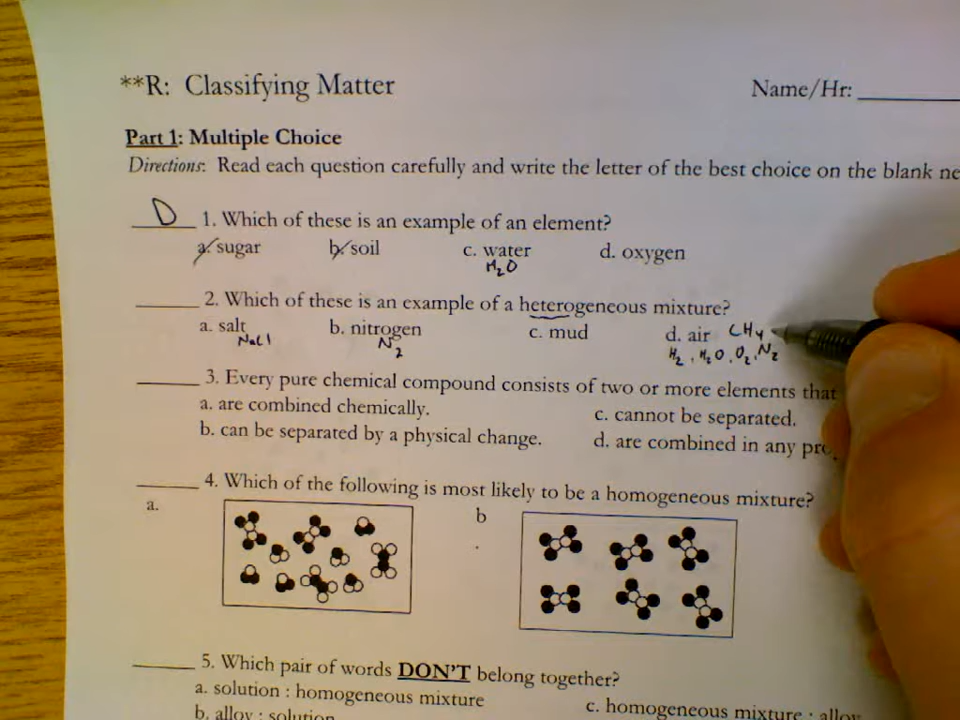 **R: Classifying Matter Name/Hr:
Part 1: Multiple Choice
Directions: Read each question carefully and write the letter of the best choice on the blank ne
D 1. Which of these is an example of an element?
a. sugar b. soil c. water d. oxygen
H2O
2. Which of these is an example of a heterogeneous mixture?
a. salt b. nitrogen c. mud d. air CH4
NaCl N2 H2, H2O, O2, N2
3. Every pure chemical compound consists of two or more elements that
a. are combined chemically. c. cannot be separated.
b. can be separated by a physical change. d. are combined in any pro
4. Which of the following is most likely to be a homogeneous mixture?
a. b
5. Which pair of words DON'T belong together?
a. solution : homogeneous mixture c. homogeneous mixture : alloy
b. alloy : solution